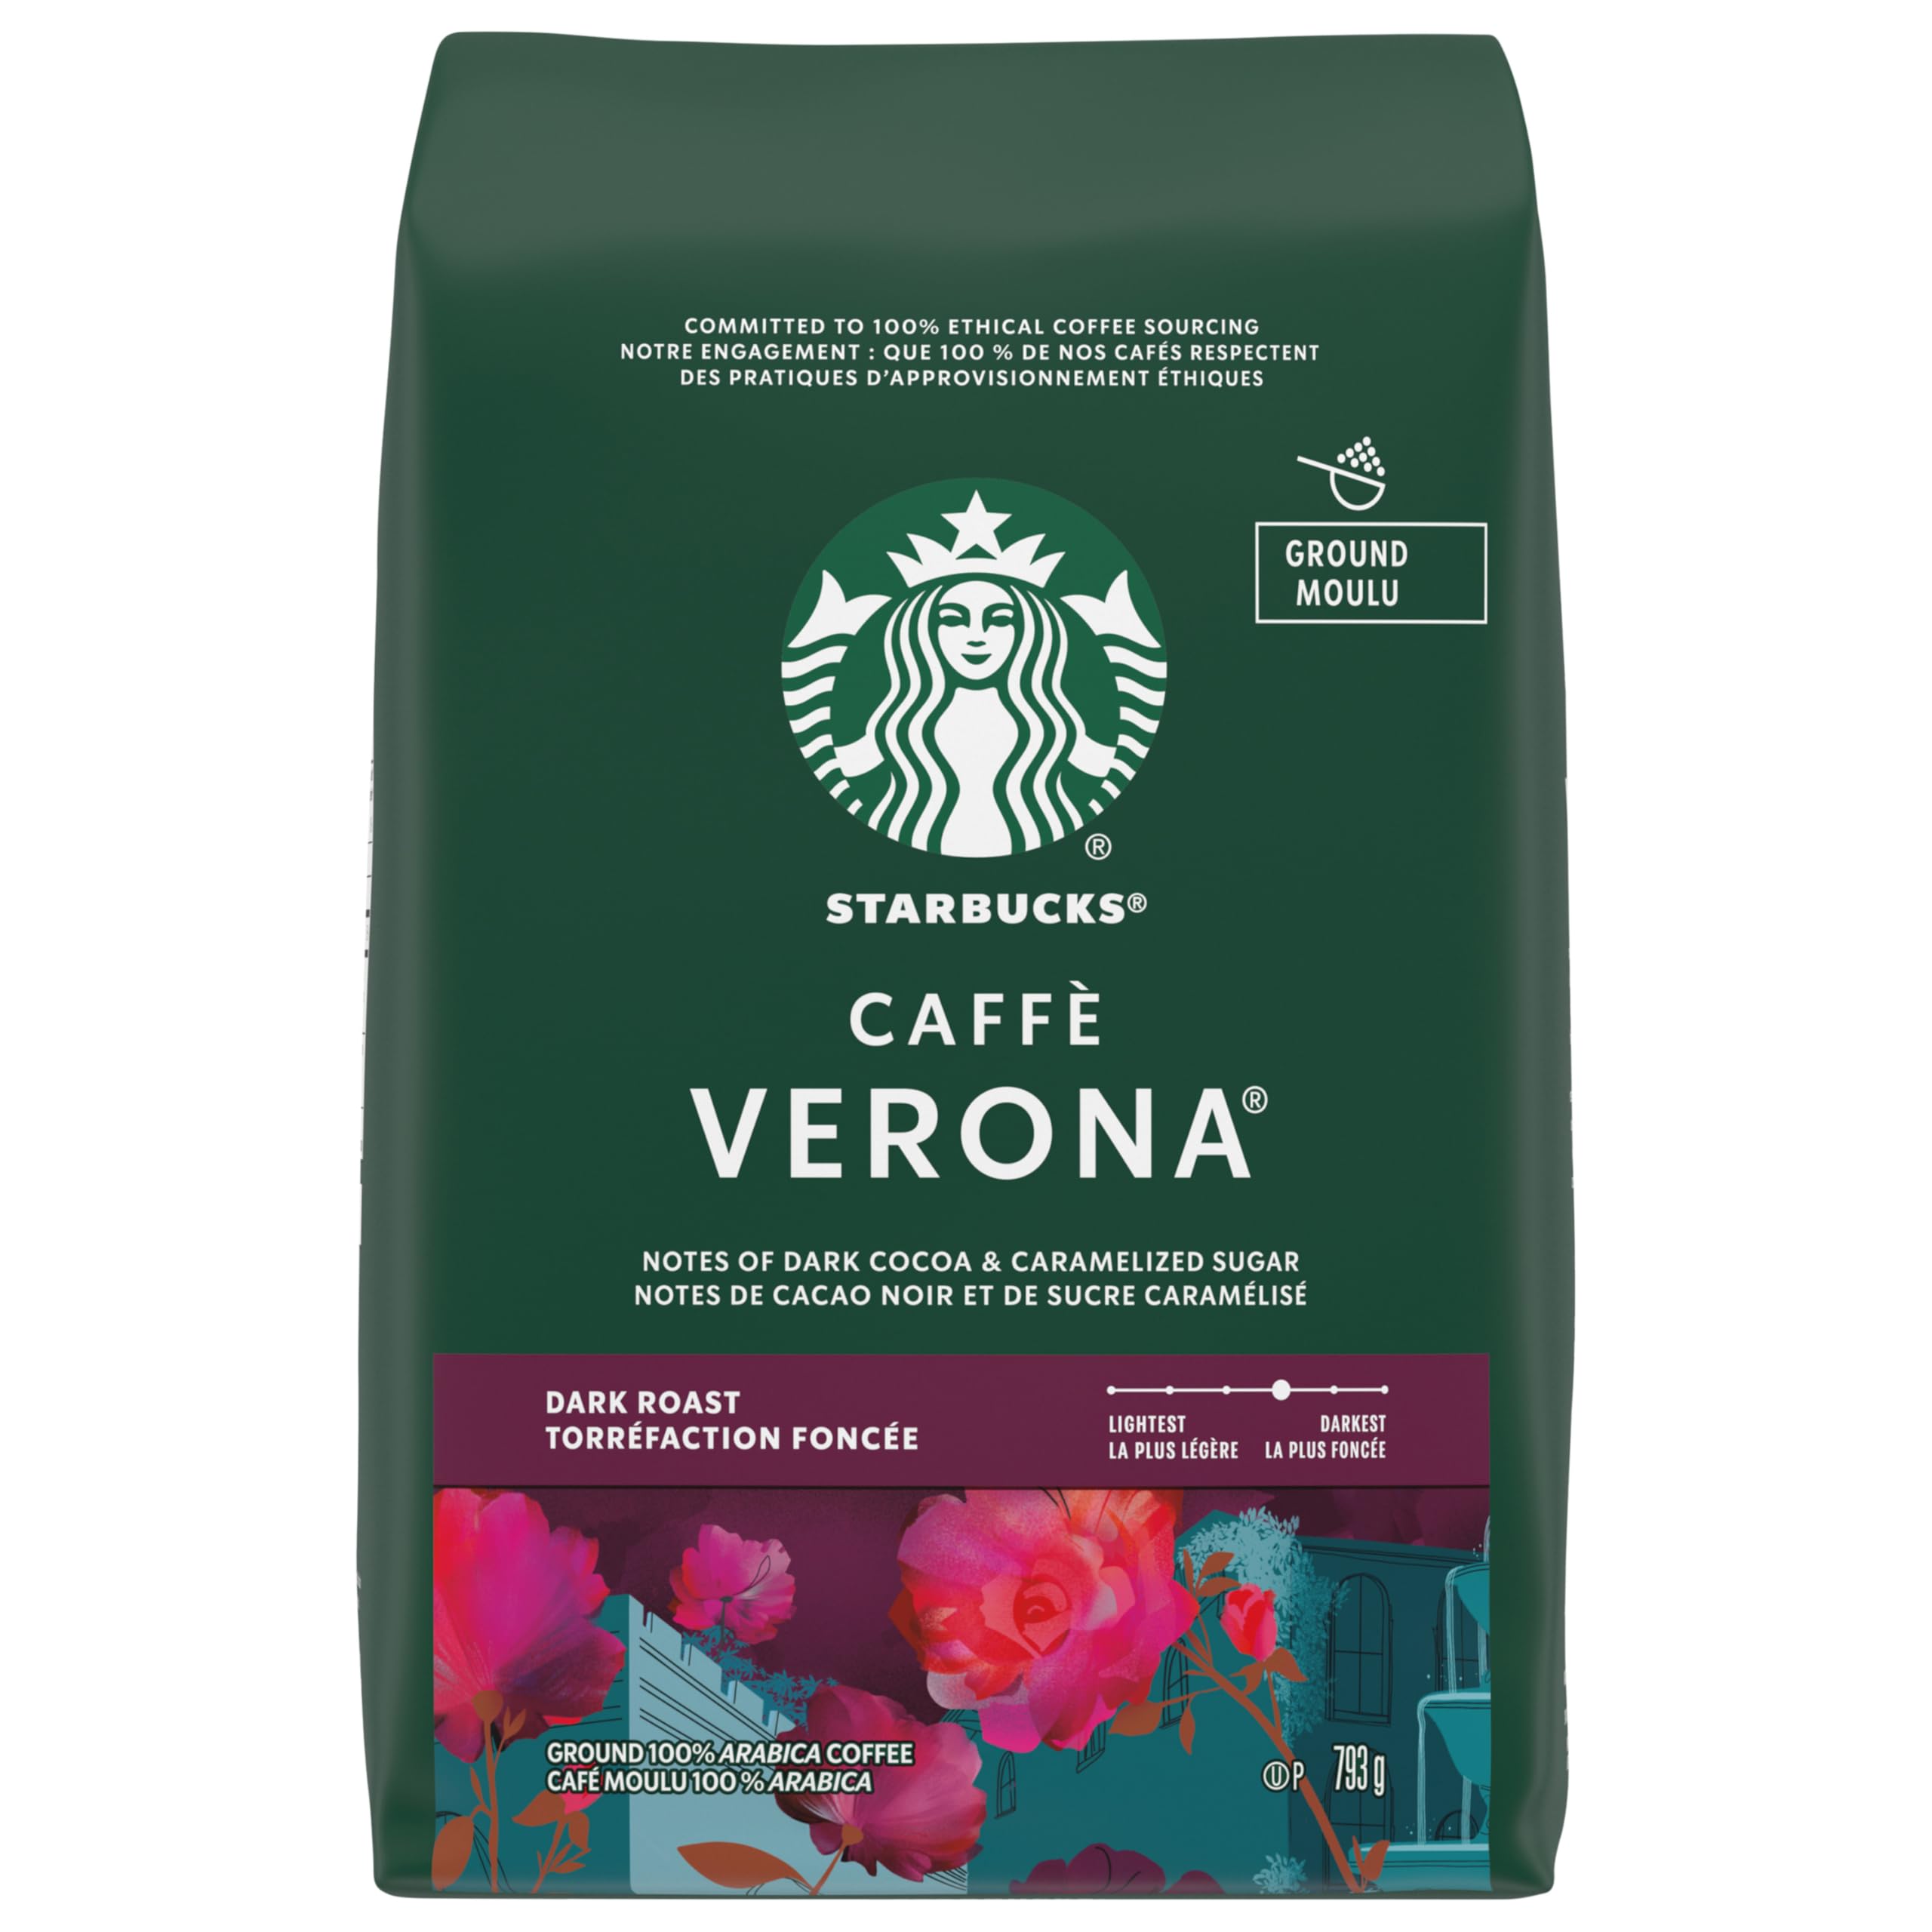 COMMITTED TO 100% ETHICAL COFFEE SOURCING
NOTRE ENGAGEMENT : QUE 100 % DE NOS CAFÉS RESPECTENT
DES PRATIQUES D'APPROVISIONNEMENT ÉTHIQUES
GROUND
MOULU
®
STARBUCKS®
CAFFÈ
VERONA®
NOTES OF DARK COCOA & CARAMELIZED SUGAR
NOTES DE CACAO NOIR ET DE SUCRE CARAMÉLISÉ
DARK ROAST
TORRÉFACTION FONCÉE
LIGHTEST
LA PLUS LÉGÈRE
DARKEST
LA PLUS FONCÉE
GROUND 100% ARABICA COFFEE
CAFÉ MOULU 100 % ARABICA
Ⓤ P 793 g